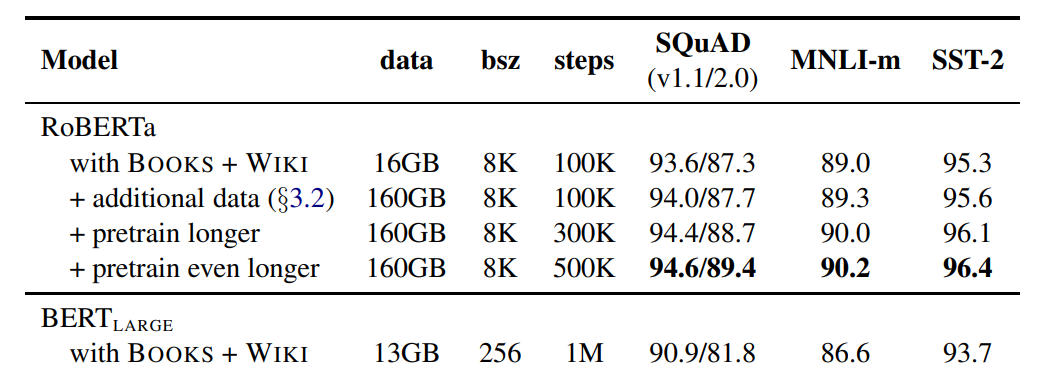 Model data bsz steps SQuAD (v1.1/2.0) MNLI-m SST-2
RoBERTa
with BOOKS + WIKI 16GB 8K 100K 93.6/87.3 89.0 95.3
+ additional data (§3.2) 160GB 8K 100K 94.0/87.7 89.3 95.6
+ pretrain longer 160GB 8K 300K 94.4/88.7 90.0 96.1
+ pretrain even longer 160GB 8K 500K 94.6/89.4 90.2 96.4
BERTLARGE
with BOOKS + WIKI 13GB 256 1M 90.9/81.8 86.6 93.7